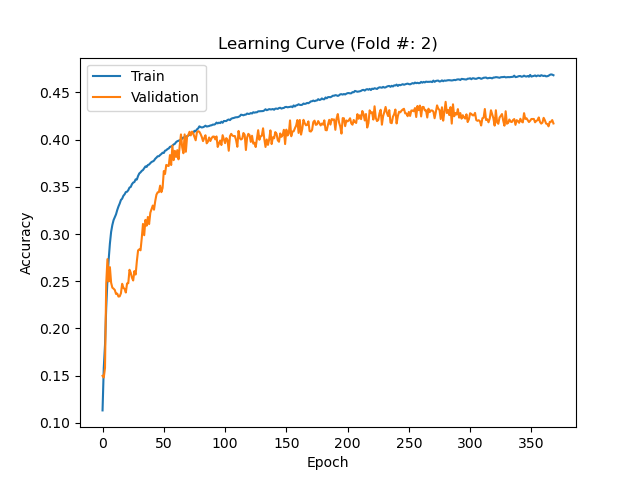 Learning Curve (Fold #: 2)
Train
Validation
0.45
0.40
0.35
0.30
0.25
0.20
0.15
0.10
Accuracy
0 50 100 150 200 250 300 350
Epoch